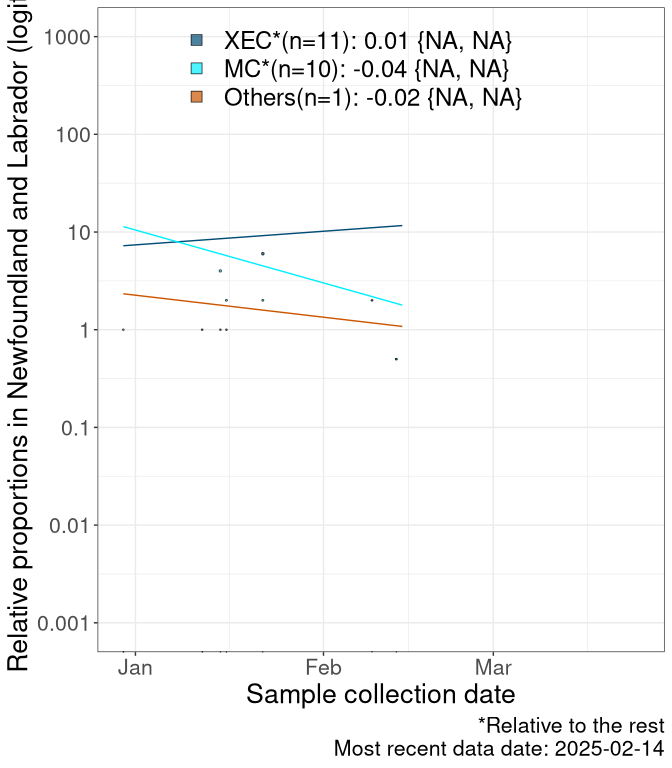 XEC*(n=11): 0.01 {NA, NA}
MC*(n=10): -0.04 {NA, NA}
Others(n=1): -0.02 {NA, NA}
Relative proportions in Newfoundland and Labrador (logit
1000
100
10
1
0.1
0.01
0.001
Jan Feb Mar
Sample collection date
*Relative to the rest
Most recent data date: 2025-02-14